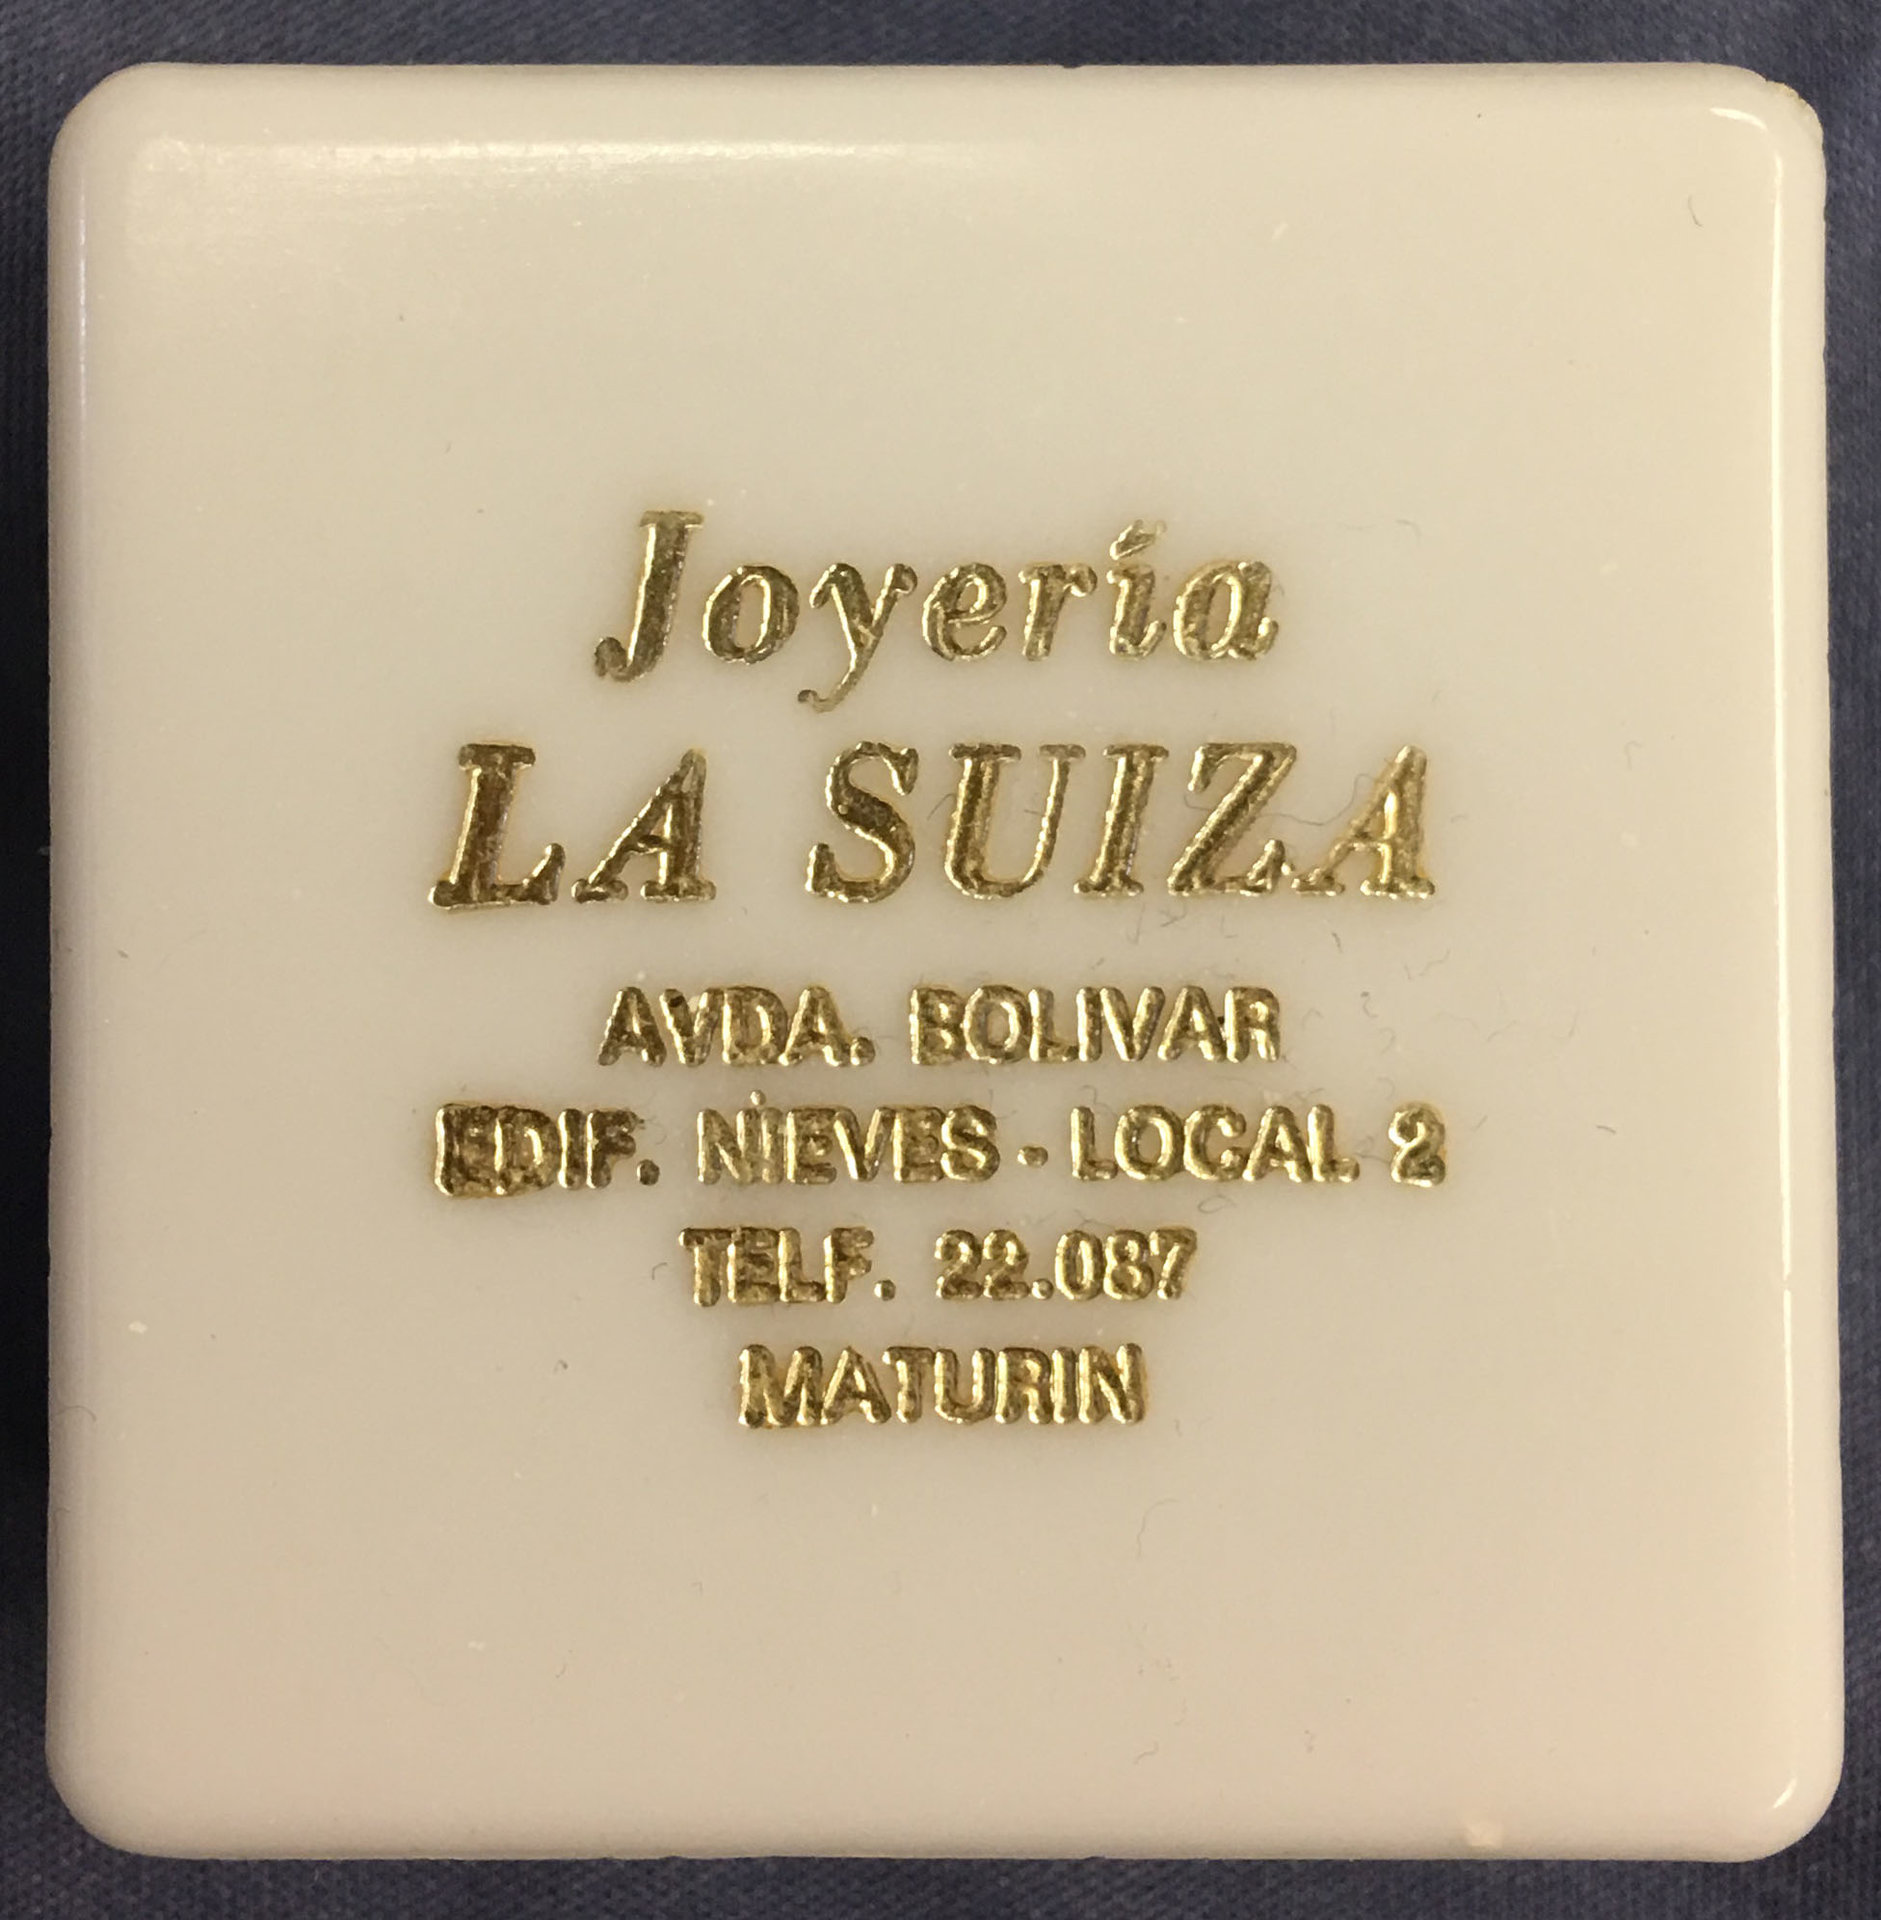 Joyería
LA SUIZA
AVDA. BOLIVAR
EDIF. NIEVES - LOCAL 2
TELF. 22.087
MATURIN